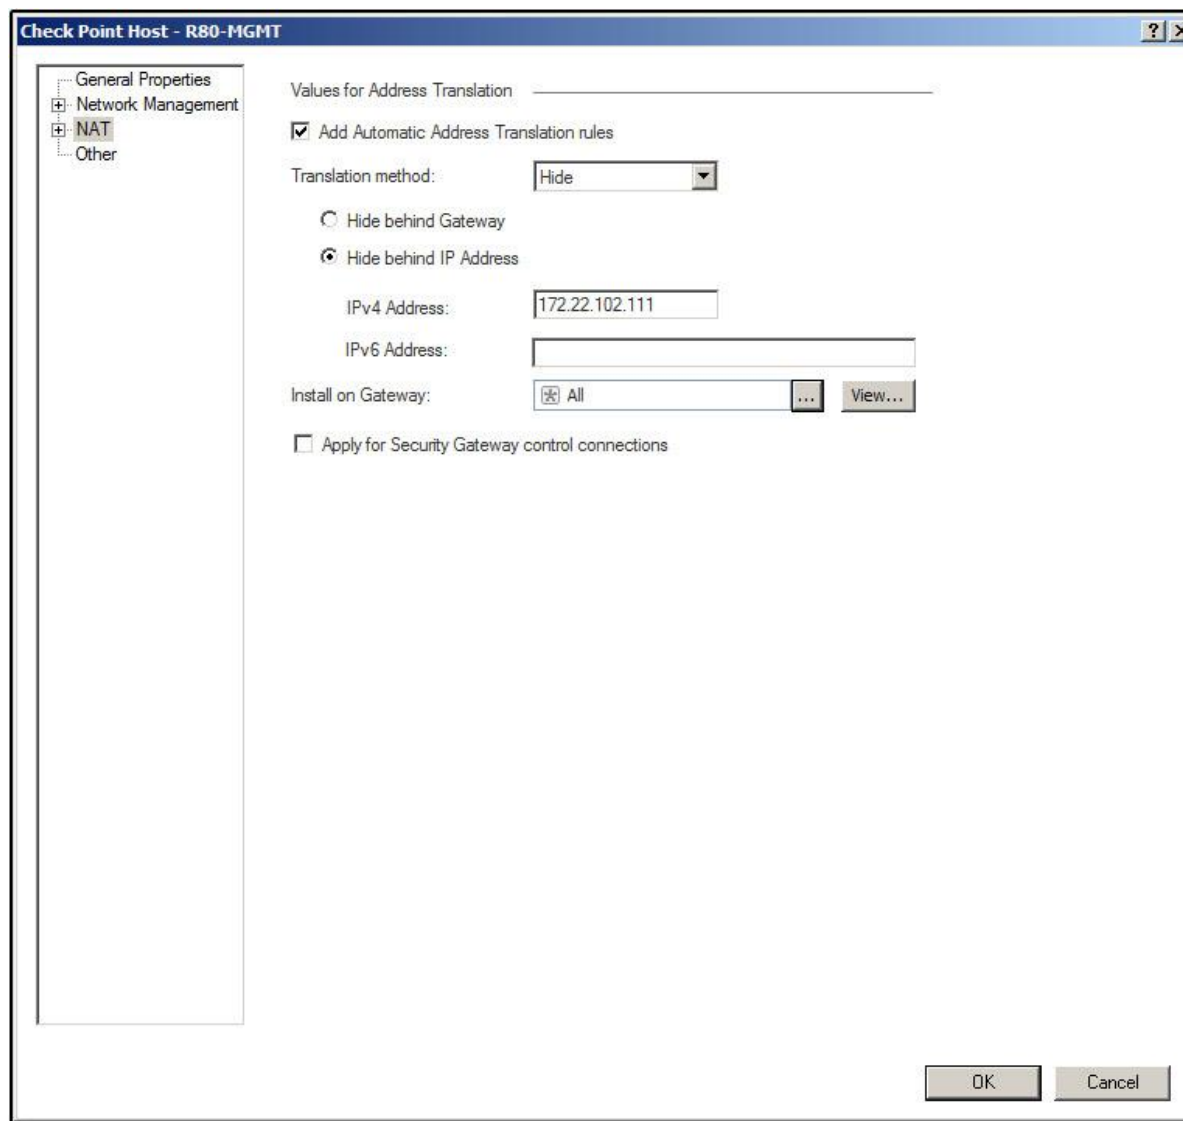 Check Point Host - R80-MGMT
General Properties
Network Management
NAT
Other
Values for Address Translation
Add Automatic Address Translation rules
Translation method: Hide
Hide behind Gateway
Hide behind IP Address
IPv4 Address: 172.22.102.111
IPv6 Address:
Install on Gateway: All ... View...
Apply for Security Gateway control connections
OK Cancel